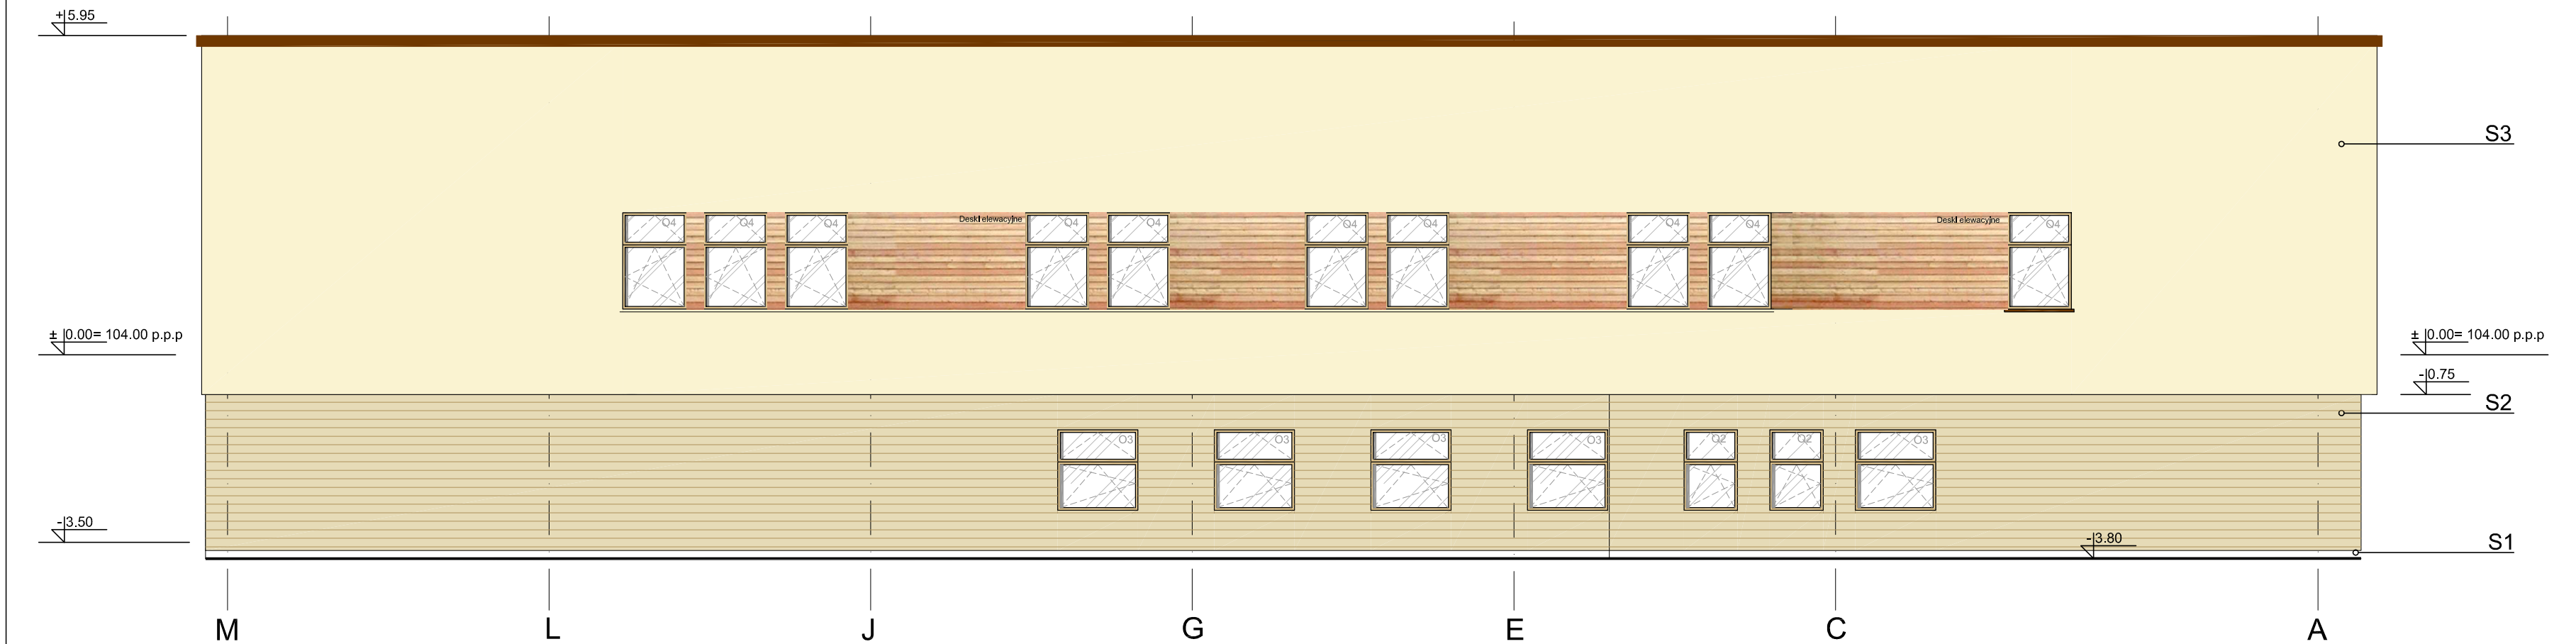 +5.95
S3
O4 O4 O4 Deski elewacyjne O4 O4 O4 O4 O4 O4 Deski elewacyjne O4
± 0.00= 104.00 p.p.p ± 0.00= 104.00 p.p.p
-0.75
S2
O3 O3 O3 O3 O2 O2 O3
-3.50
-3.80
S1
M L J G E C A